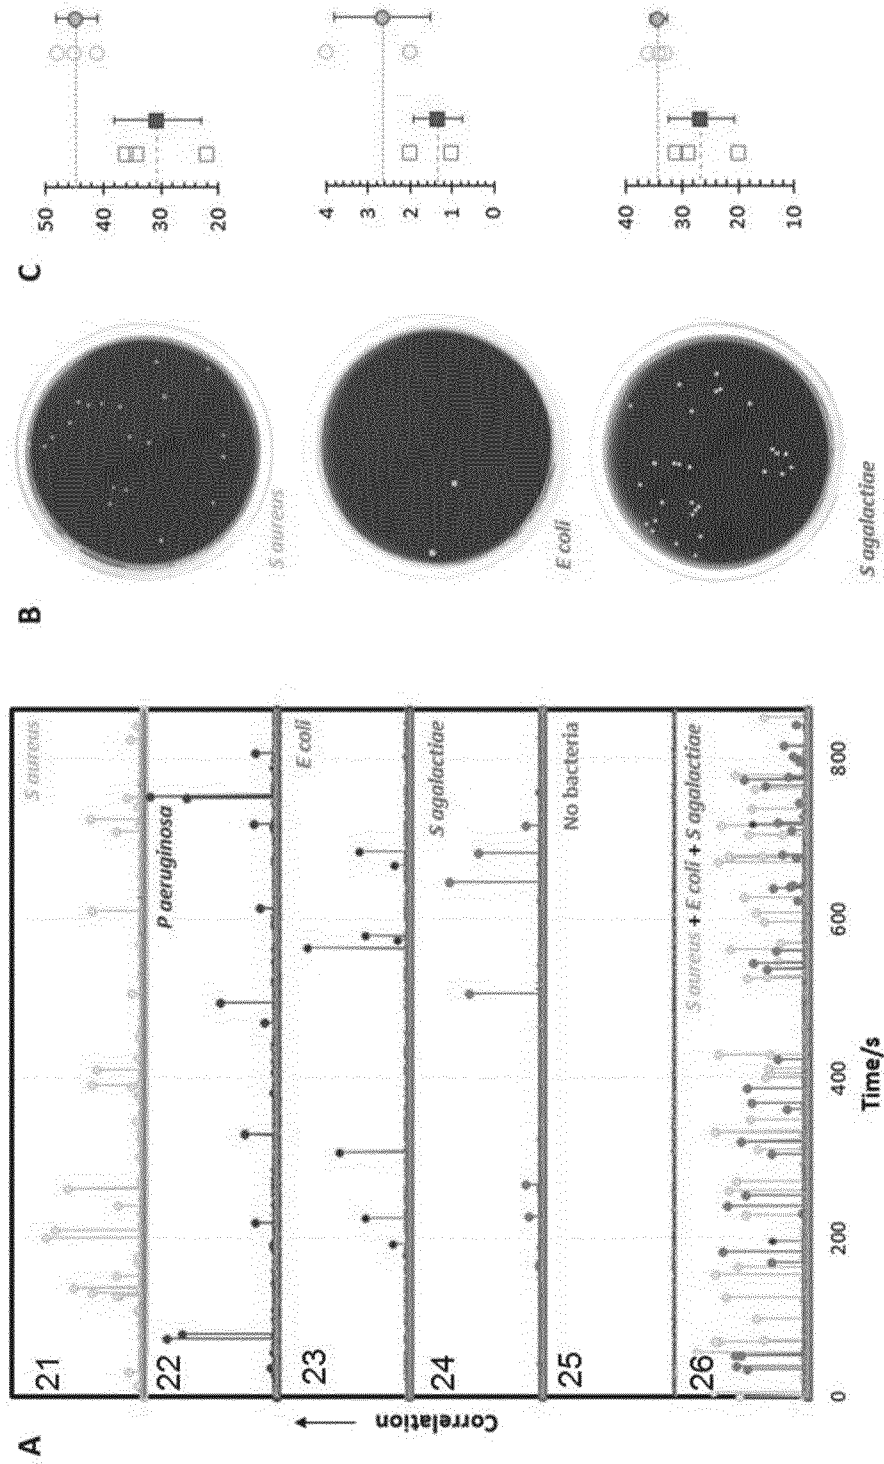 A
Correlation
21
S aureus
22
P aeruginosa
23
E coli
24
S agalactiae
25
No bacteria
26
S aureus + E coli + S agalactiae
0
200
400
600
800
Time/s
B
S aureus
E coli
S agalactiae
C
50
40
30
20
4
3
2
1
0
40
30
20
10